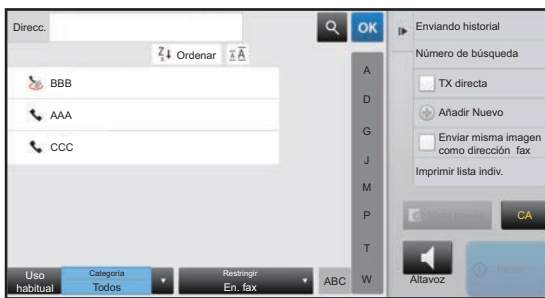 Direcc.
OK
Ordenar
BBB
AAA
CCC
A
D
G
J
M
P
T
W
Uso
habitual
Categoría
Todos
Restringir
En. fax
ABC
Enviando historial
Número de búsqueda
TX directa
Añadir Nuevo
Enviar misma imagen
como dirección fax
Imprimir lista indiv.
CA
Altavoz